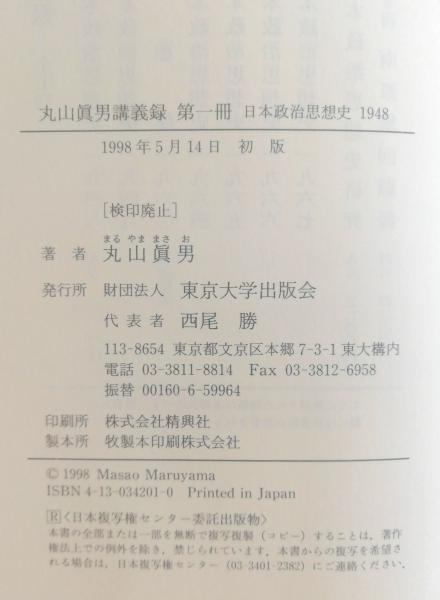 丸山眞男講義録 第一冊 日本政治思想史 1948
1998年5月14日 初 版
[検印廃止]
まる やま まさ お
著 者 丸山眞男
発行所 財団法人 東京大学出版会
代表者 西尾 勝
113-8654 東京都文京区本郷7-3-1東大構内
電話 03-3811-8814 Fax 03-3812-6958
振替 00160-6-59964
印刷所 株式会社精興社
製本所 牧製本印刷株式会社
© 1998 Masao Maruyama
ISBN 4-13-034201-0 Printed in Japan
R〈日本複写権センター委託出版物〉
本書の全部または一部を無断で複写複製（コピー）することは，著作
権法上での例外を除き，禁じられています．本書からの複写を希望さ
れる場合は，日本複写権センター（03-3401-2382）にご連絡ください．